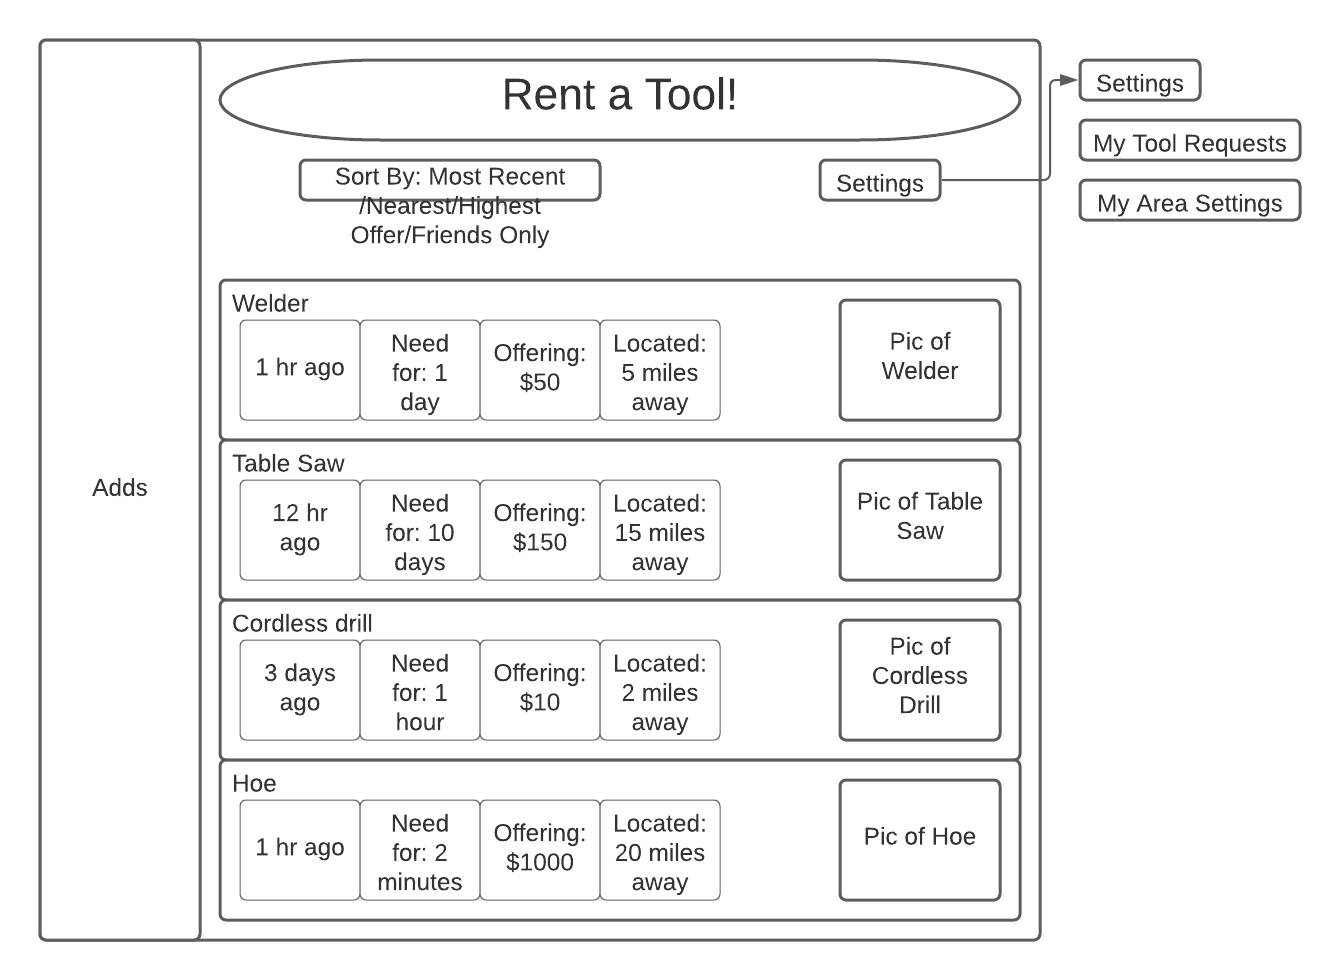 Rent a Tool!
Settings
My Tool Requests
My Area Settings
Sort By: Most Recent
/Nearest/Highest
Offer/Friends Only
Settings
Adds
Welder
1 hr ago
Need
for: 1
day
Offering:
$50
Located:
5 miles
away
Pic of
Welder
Table Saw
12 hr
ago
Need
for: 10
days
Offering:
$150
Located:
15 miles
away
Pic of Table
Saw
Cordless drill
3 days
ago
Need
for: 1
hour
Offering:
$10
Located:
2 miles
away
Pic of
Cordless
Drill
Hoe
1 hr ago
Need
for: 2
minutes
Offering:
$1000
Located:
20 miles
away
Pic of Hoe